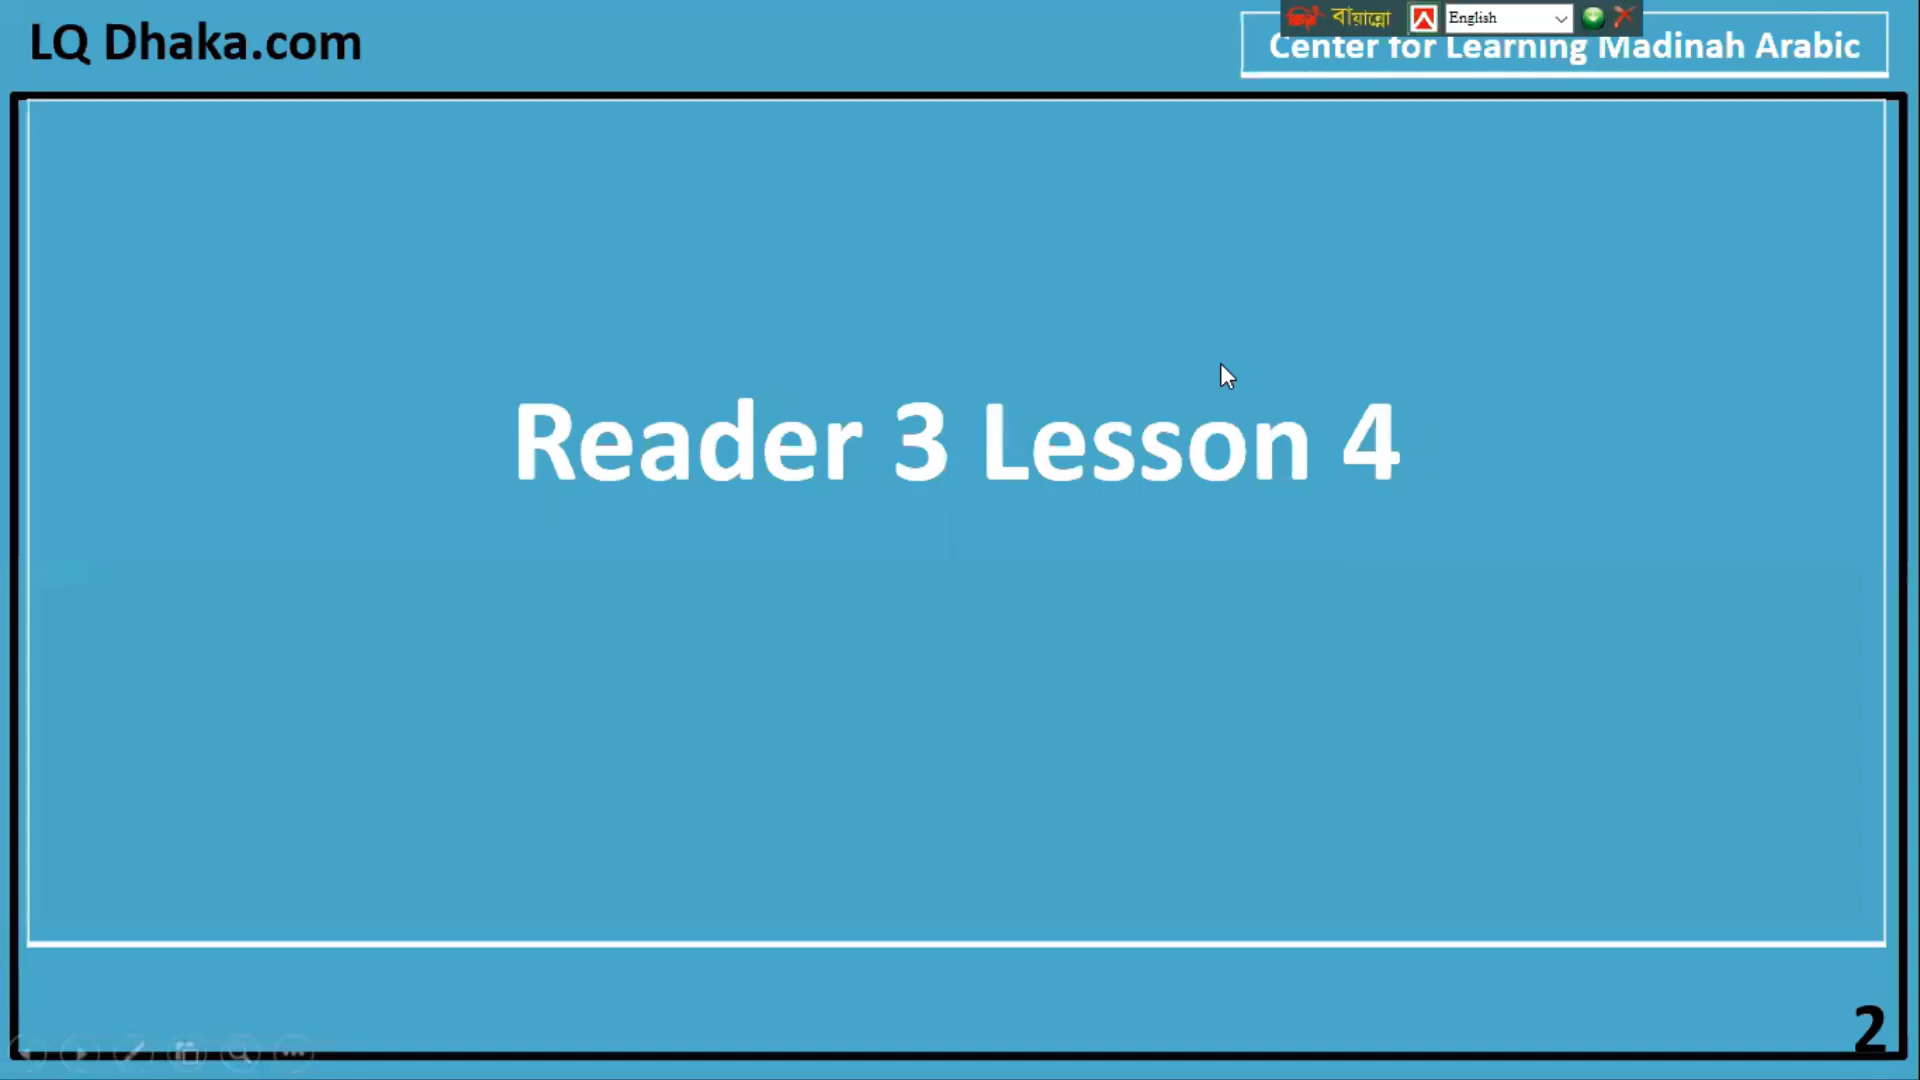 LQ Dhaka.com
বায়ান্নো
English
Center for Learning Madinah Arabic
Reader 3 Lesson 4
2